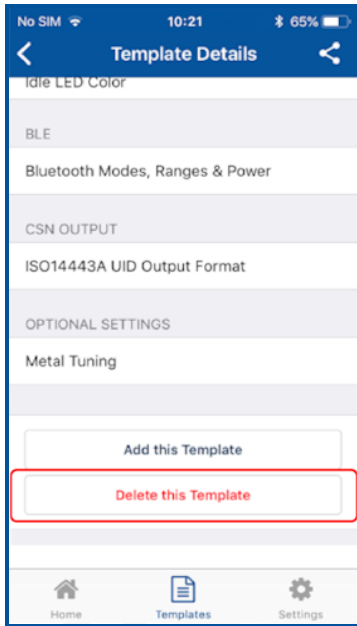 No SIM 10:21 65%
Template Details
Idle LED Color
BLE
Bluetooth Modes, Ranges & Power
CSN OUTPUT
ISO14443A UID Output Format
OPTIONAL SETTINGS
Metal Tuning
Add this Template
Delete this Template
Home Templates Settings